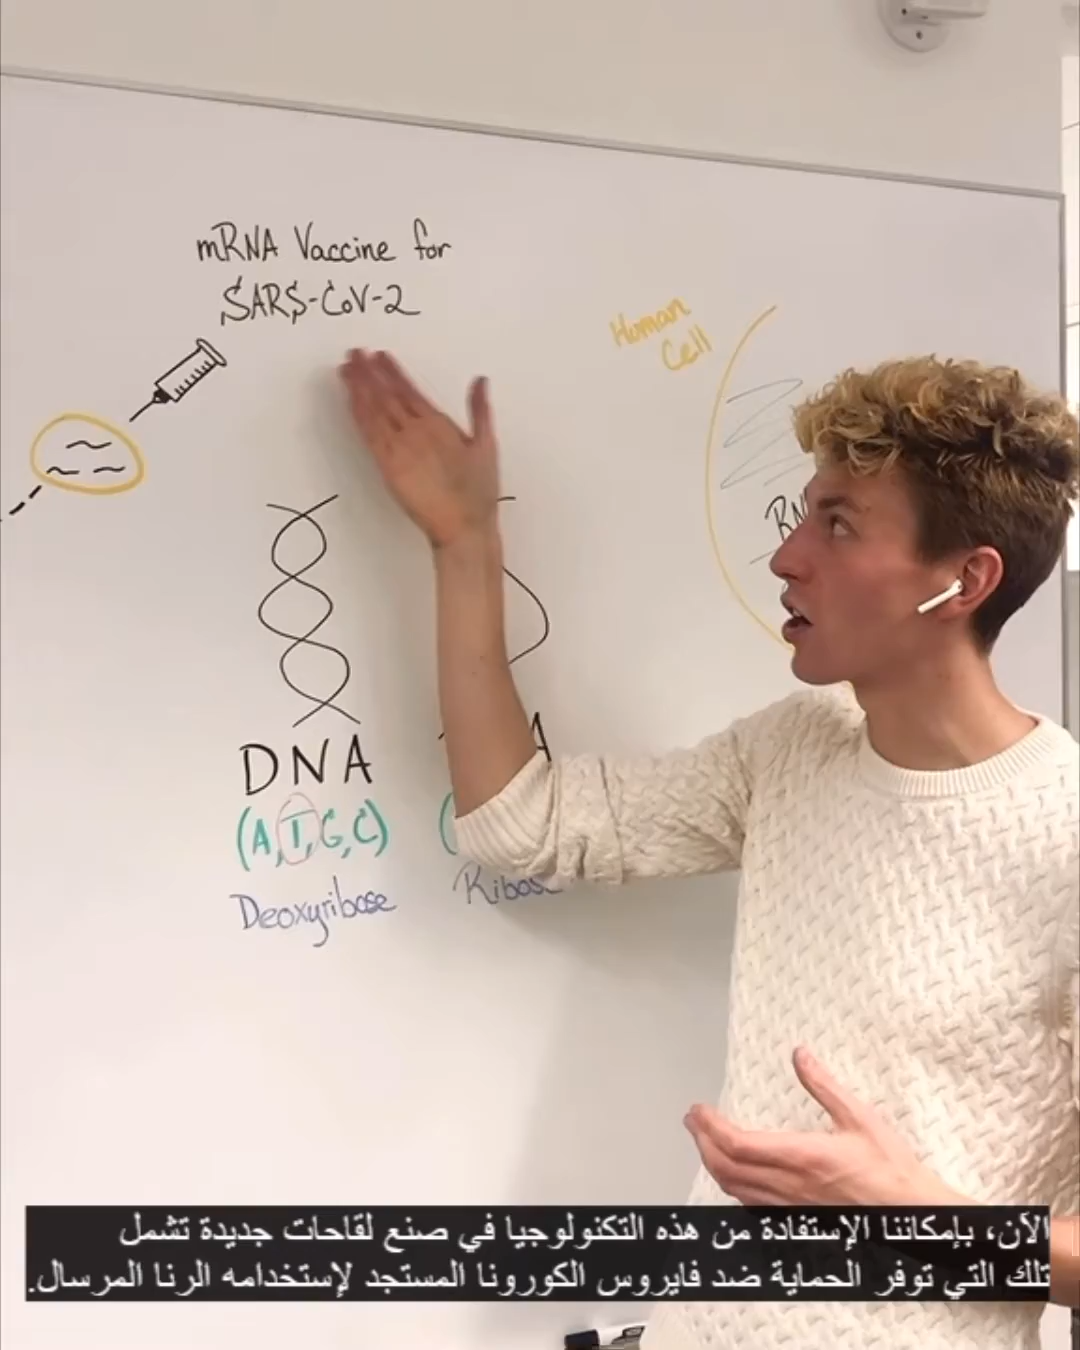 mRNA Vaccine for
SARS-CoV-2
Human
Cell
DNA
(A,T,G,C)
Deoxyribose
Ribose
الآن، بإمكاننا الإستفادة من هذه التكنولوجيا في صنع لقاحات جديدة تشمل
تلك التي توفر الحماية ضد فايروس الكورونا المستجد لإستخدامه الرنا المرسال.